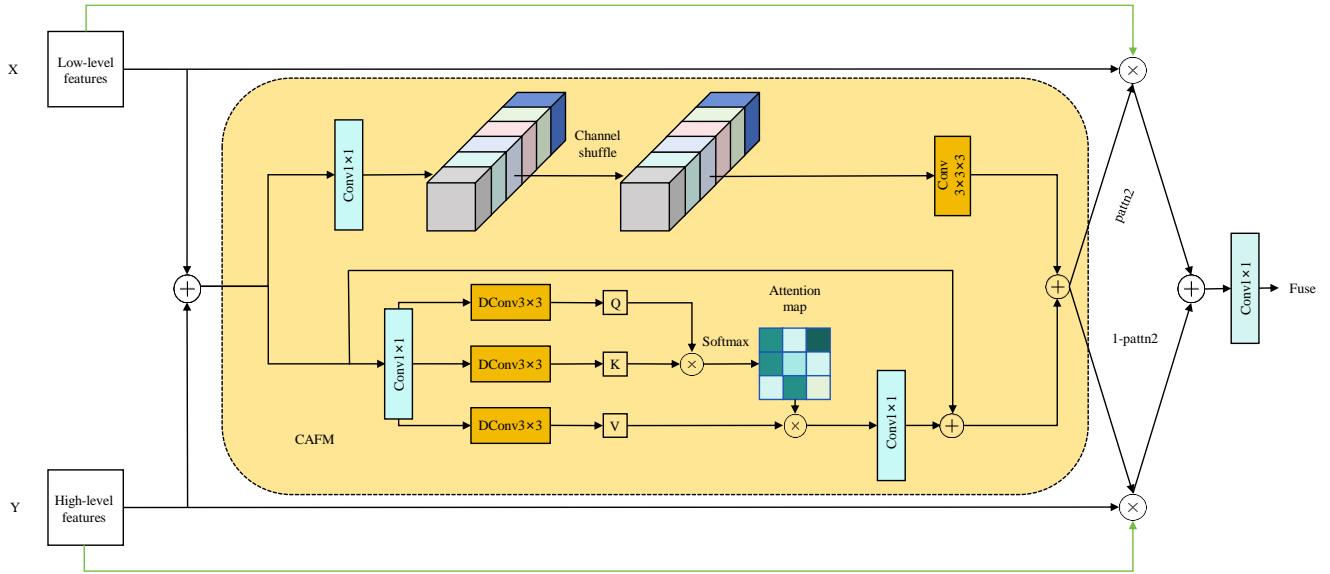 X
Low-level
features
Conv1×1
Channel
shuffle
Conv
3×3×3
pattn2
Conv1×1
DConv3×3
Q
Attention
map
Conv1×1
Fuse
Softmax
1-pattn2
DConv3×3
K
Conv1×1
DConv3×3
V
CAFM
Y
High-level
features